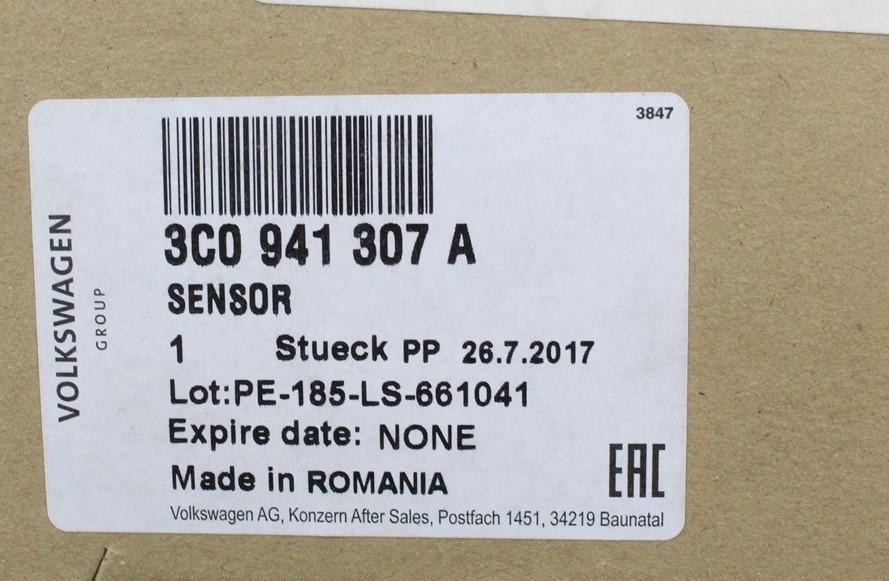 3847
VOLKSWAGEN
GROUP
3C0 941 307 A
SENSOR
1 Stueck PP 26.7.2017
Lot:PE-185-LS-661041
Expire date: NONE
Made in ROMANIA
EAC
Volkswagen AG, Konzern After Sales, Postfach 1451, 34219 Baunatal